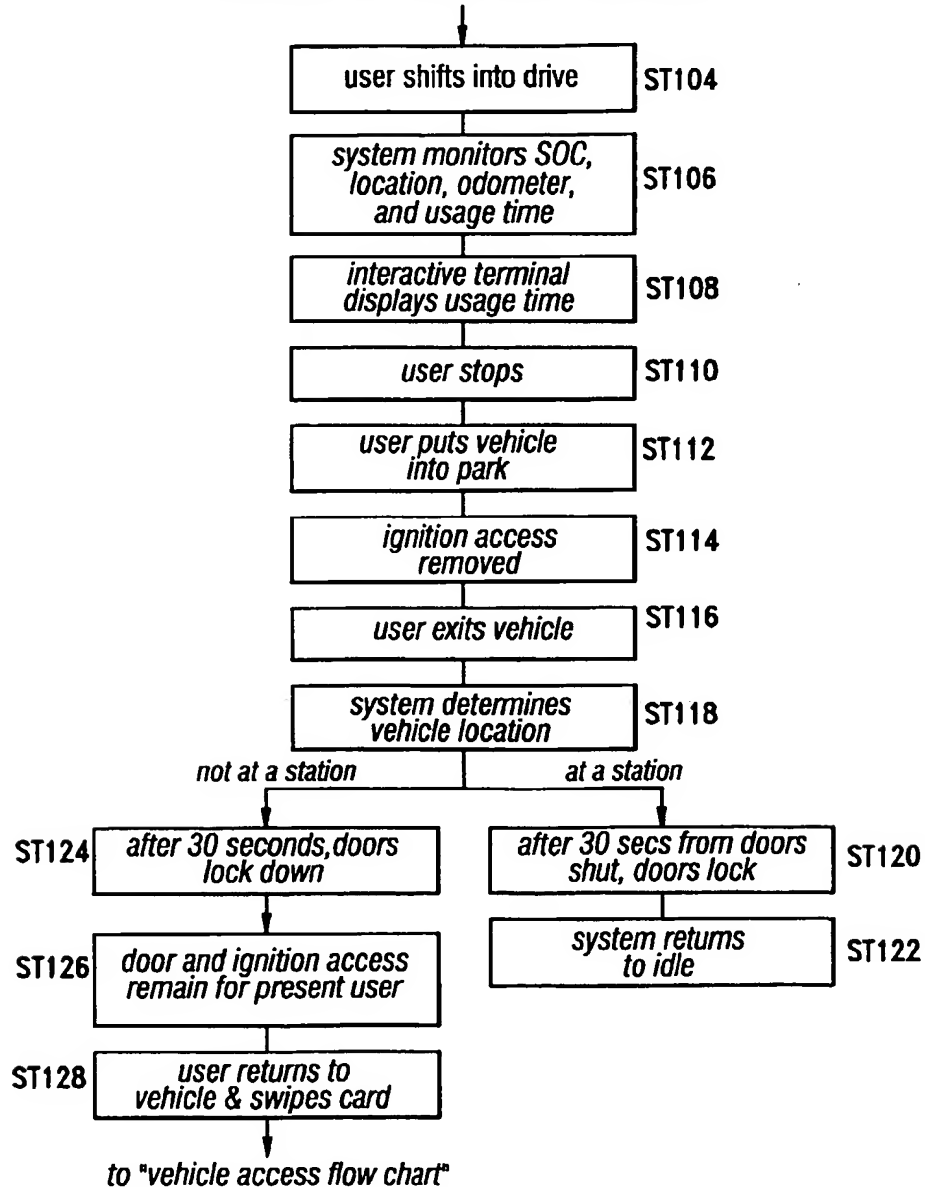 user shifts into drive
ST104
system monitors SOC,
location, odometer,
and usage time
ST106
interactive terminal
displays usage time
ST108
user stops
ST110
user puts vehicle
into park
ST112
ignition access
removed
ST114
user exits vehicle
ST116
system determines
vehicle location
ST118
not at a station
at a station
ST124
after 30 seconds, doors
lock down
after 30 secs from doors
shut, doors lock
ST120
ST126
door and ignition access
remain for present user
system returns
to idle
ST122
ST128
user returns to
vehicle & swipes card
to "vehicle access flow chart"